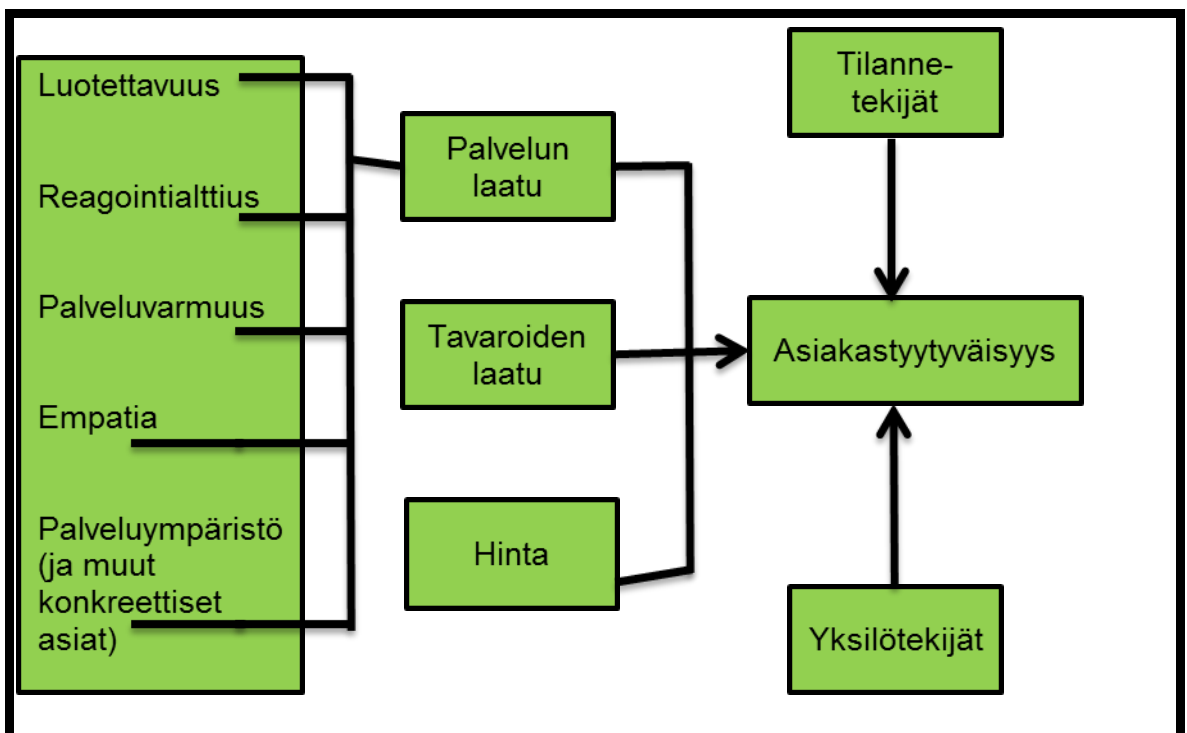 Luotettavuus
Reagointialttius
Palveluvarmuus
Empatia
Palveluympäristö
(ja muut
konkreettiset
asiat)
Palvelun
laatu
Tavaroiden
laatu
Hinta
Tilanne-
tekijät
Asiakastyytyväisyys
Yksilötekijät